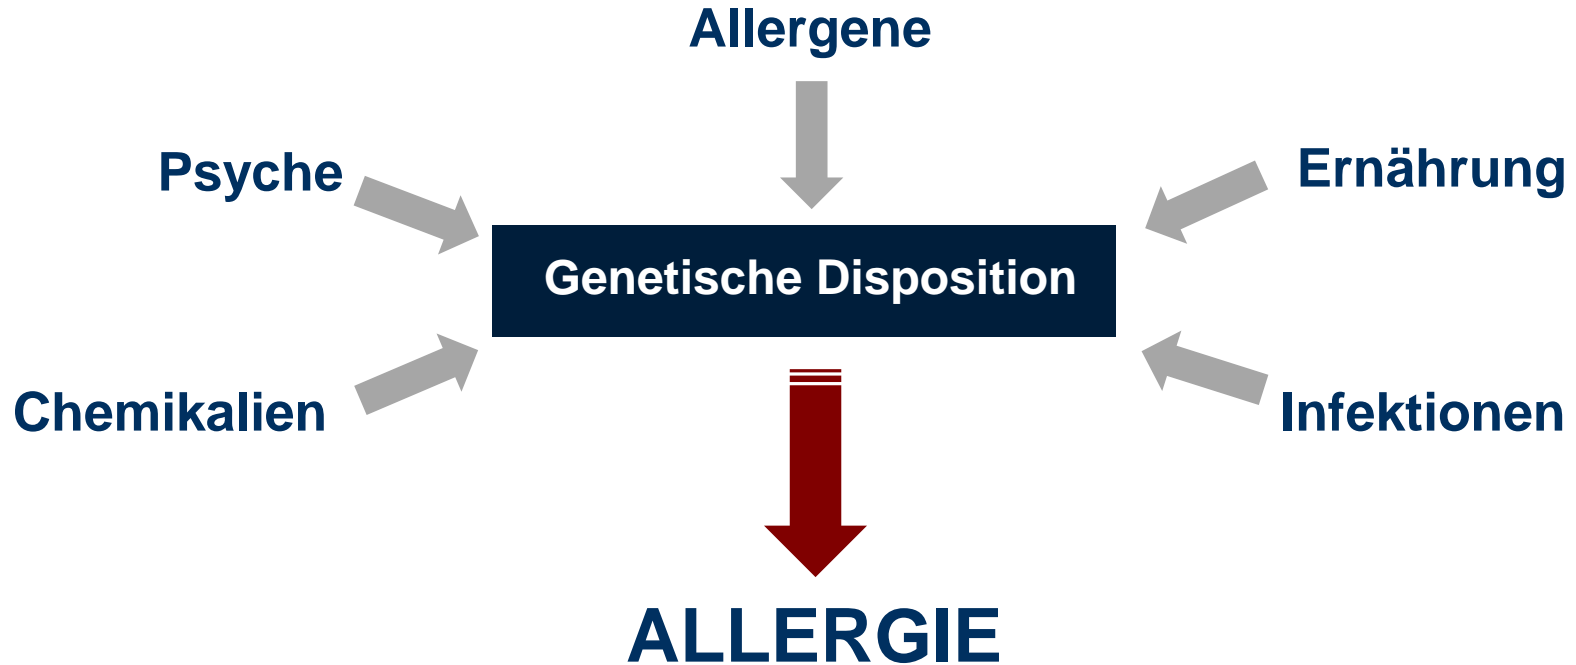 Allergene
Psyche
Ernährung
Genetische Disposition
Chemikalien
Infektionen
ALLERGIE